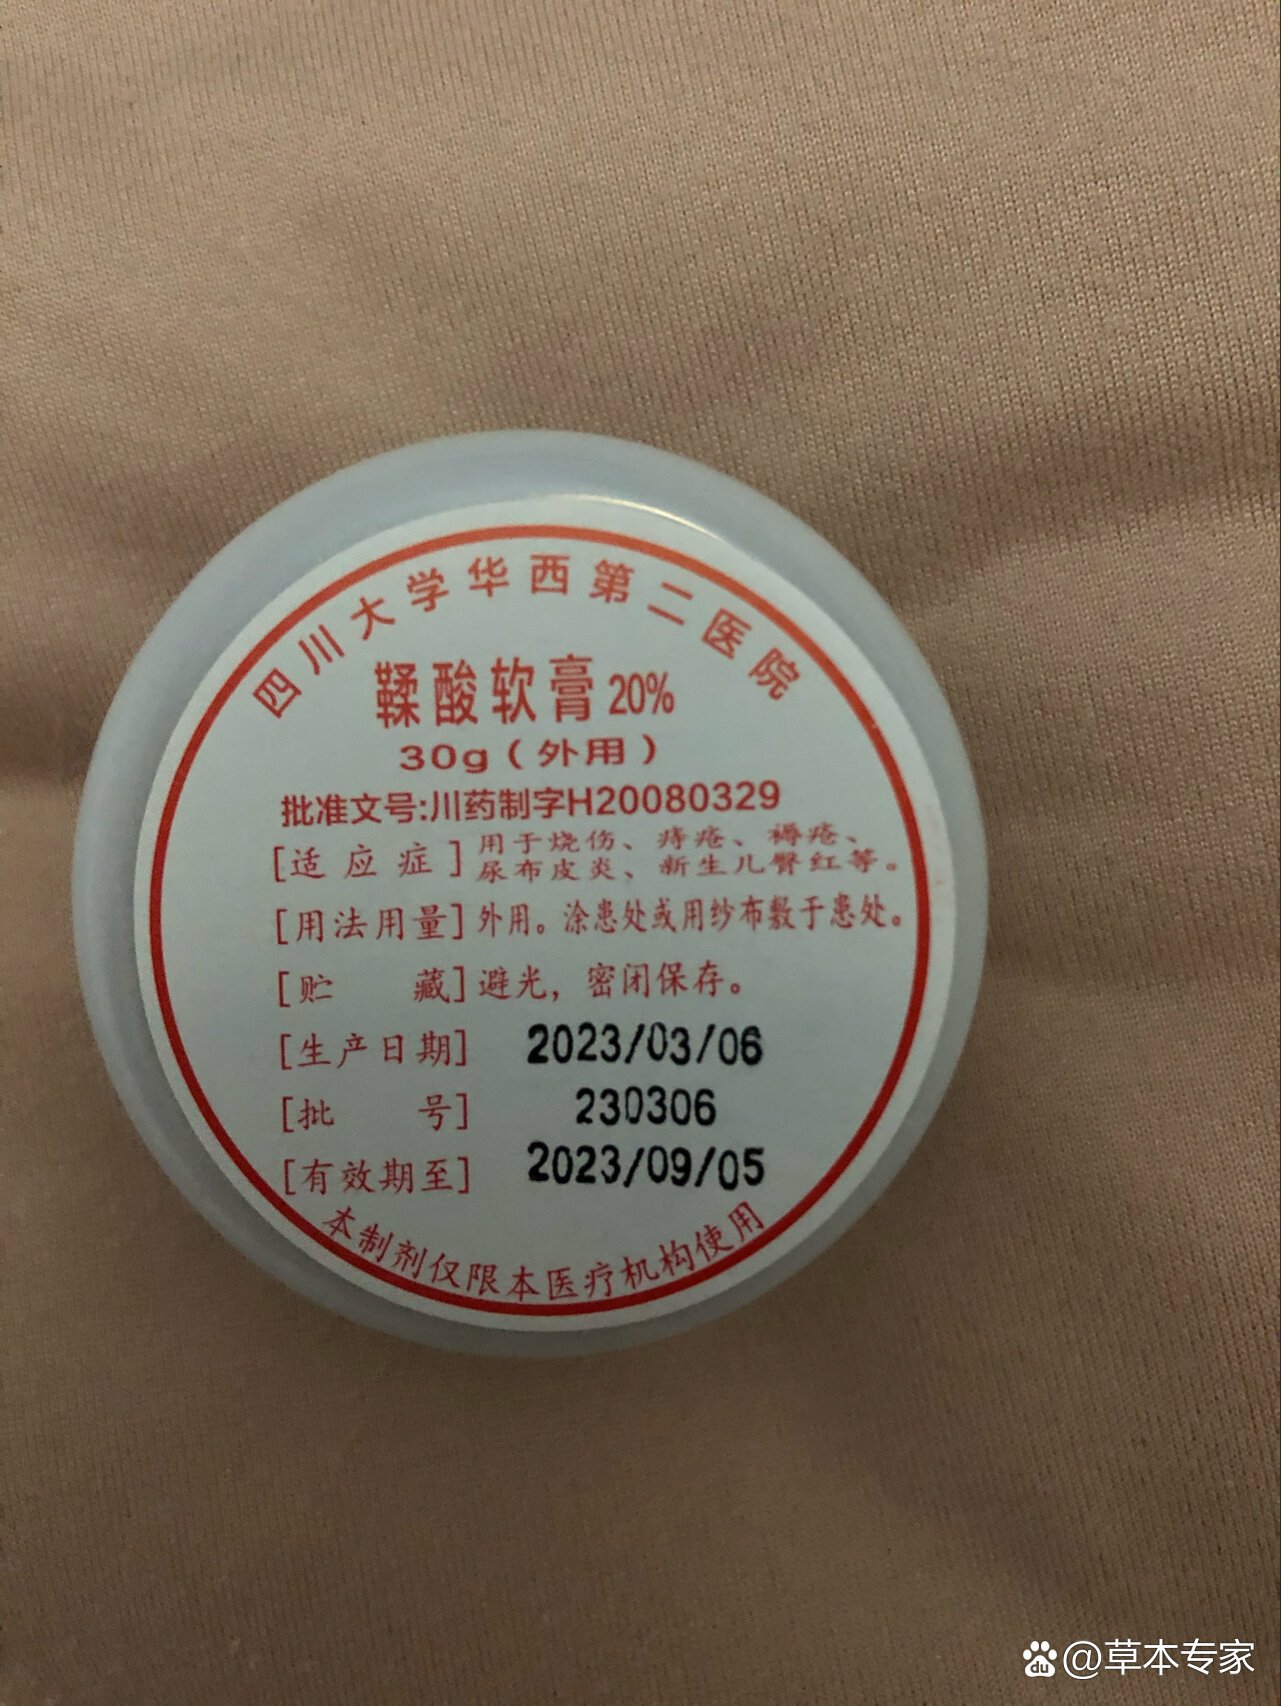 四川大学华西第二医院
鞣酸软膏20%
30g(外用)
批准文号:川药制字H20080329
[适应症]用于烧伤、痔疮、褥疮、
尿布皮炎、新生儿臀红等。
[用法用量]外用。涂患处或用纱布敷于患处。
[贮藏]避光，密闭保存。
[生产日期] 2023/03/06
[批号] 230306
[有效期至] 2023/09/05
本制剂仅限本医疗机构使用
du @草本专家